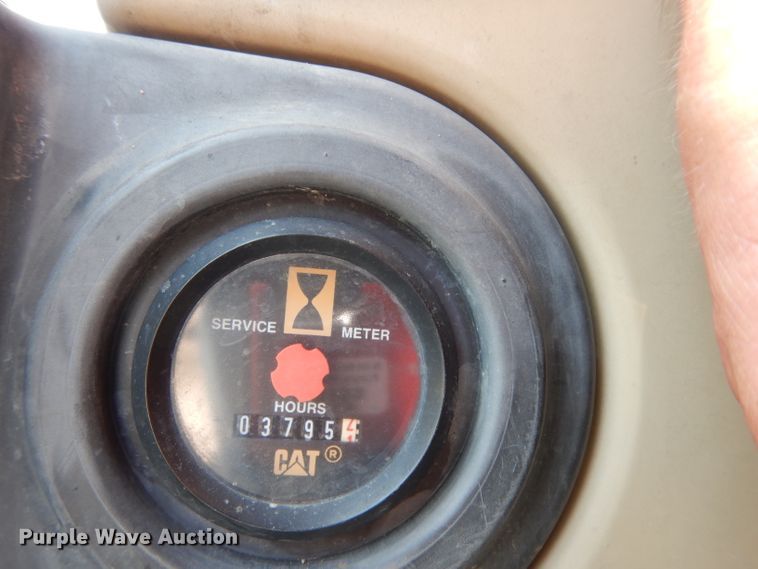 SERVICE METER
HOURS
037954
CAT ®
Purple Wave Auction